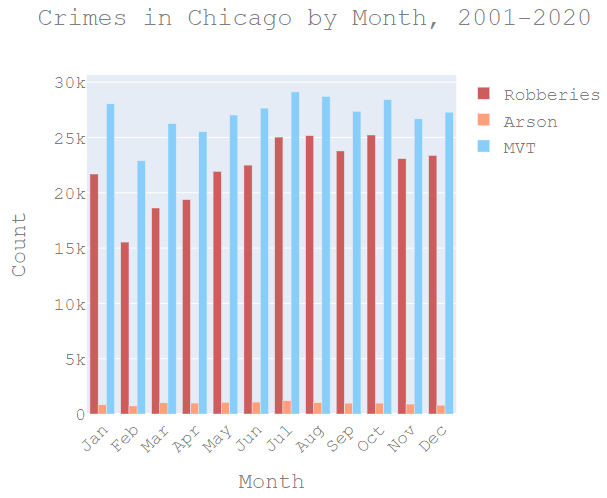 Crimes in Chicago by Month, 2001–2020
30k
25k
20k
15k
10k
5k
0
Count
Jan
Feb
Mar
Apr
May
Jun
Jul
Aug
Sep
Oct
Nov
Dec
Month
Robberies
Arson
MVT